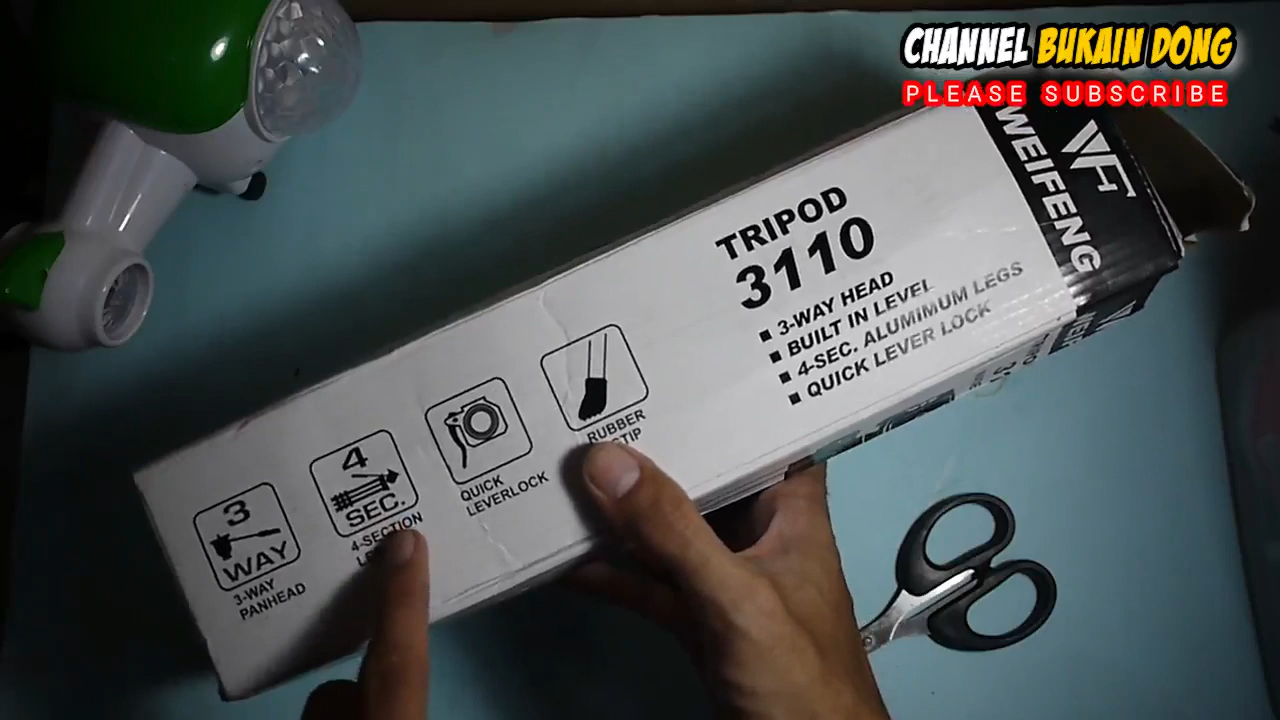 CHANNEL BUKAIN DONG
PLEASE SUBSCRIBE
WF
WEIFENG
TRIPOD
3110
3-WAY HEAD
BUILT IN LEVEL
4-SEC. ALUMIMUM LEGS
QUICK LEVER LOCK
3
WAY
3-WAY
PANHEAD
4
SEC.
4-SECTION
QUICK
LEVERLOCK
RUBBER